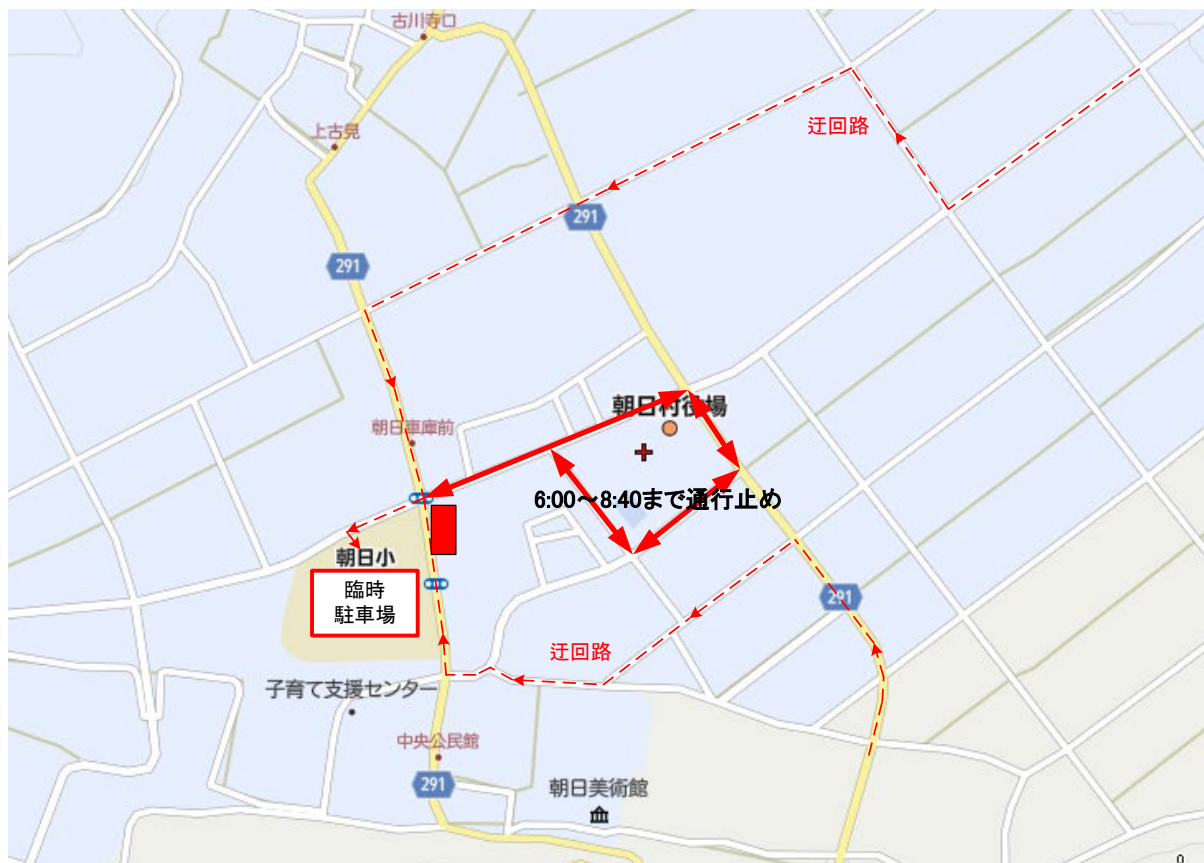 古川寺口
上古見
迂回路
291
291
朝日村役場
朝日車庫前
6:00～8:40まで通行止め
朝日小
臨時
駐車場
291
迂回路
子育て支援センター
中央公民館
291
朝日美術館
0